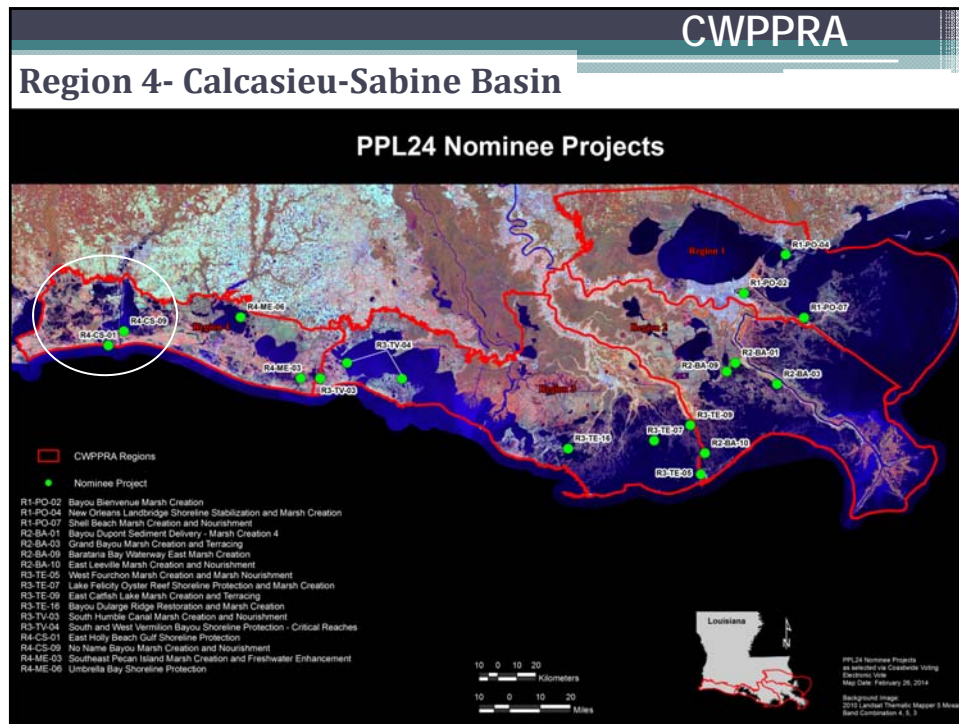 CWPPRA
Region 4- Calcasieu-Sabine Basin
PPL24 Nominee Projects
Region 1
R1-PO-04
R1-PO-02
R4-ME-06
R4-CS-09
Region 4
R1-PO-07
Region 2
R4-CS-01
R3-TV-04
R2-BA-01
R2-BA-09
R4-ME-03
R2-BA-03
R3-TV-03
Region 3
R3-TE-09
R3-TE-16
R3-TE-07
R2-BA-10
R3-TE-05
CWPPRA Regions
Nominee Project
R1-PO-02 Bayou Bienvenue Marsh Creation
R1-PO-04 New Orleans Landbridge Shoreline Stabilization and Marsh Creation
R1-PO-07 Shell Beach Marsh Creation and Nourishment
R2-BA-01 Bayou Dupont Sediment Delivery - Marsh Creation 4
R2-BA-03 Grand Bayou Marsh Creation and Terracing
R2-BA-09 Barataria Bay Waterway East Marsh Creation
R2-BA-10 East Leeville Marsh Creation and Nourishment
R3-TE-05 West Fourchon Marsh Creation and Marsh Nourishment
R3-TE-07 Lake Felicity Oyster Reef Shoreline Protection and Marsh Creation
R3-TE-09 East Catfish Lake Marsh Creation and Terracing
R3-TE-16 Bayou Dularge Ridge Restoration and Marsh Creation
R3-TV-03 South Humble Canal Marsh Creation and Nourishment
R3-TV-04 South and West Vermilion Bayou Shoreline Protection - Critical Reaches
R4-CS-01 East Holly Beach Gulf Shoreline Protection
R4-CS-09 No Name Bayou Marsh Creation and Nourishment
R4-ME-03 Southeast Pecan Island Marsh Creation and Freshwater Enhancement
R4-ME-06 Umbrella Bay Shoreline Protection
10 0 10 20
Kilometers
10 0 10 20
Miles
Louisiana
N
PPL24 Nominee Projects
as selected via Coastwide Voting
Electronic Vote
Map Date: February 26, 2014
Background Image:
2010 Landsat Thematic Mapper 5 Mosa
Band Combination 4, 5, 3